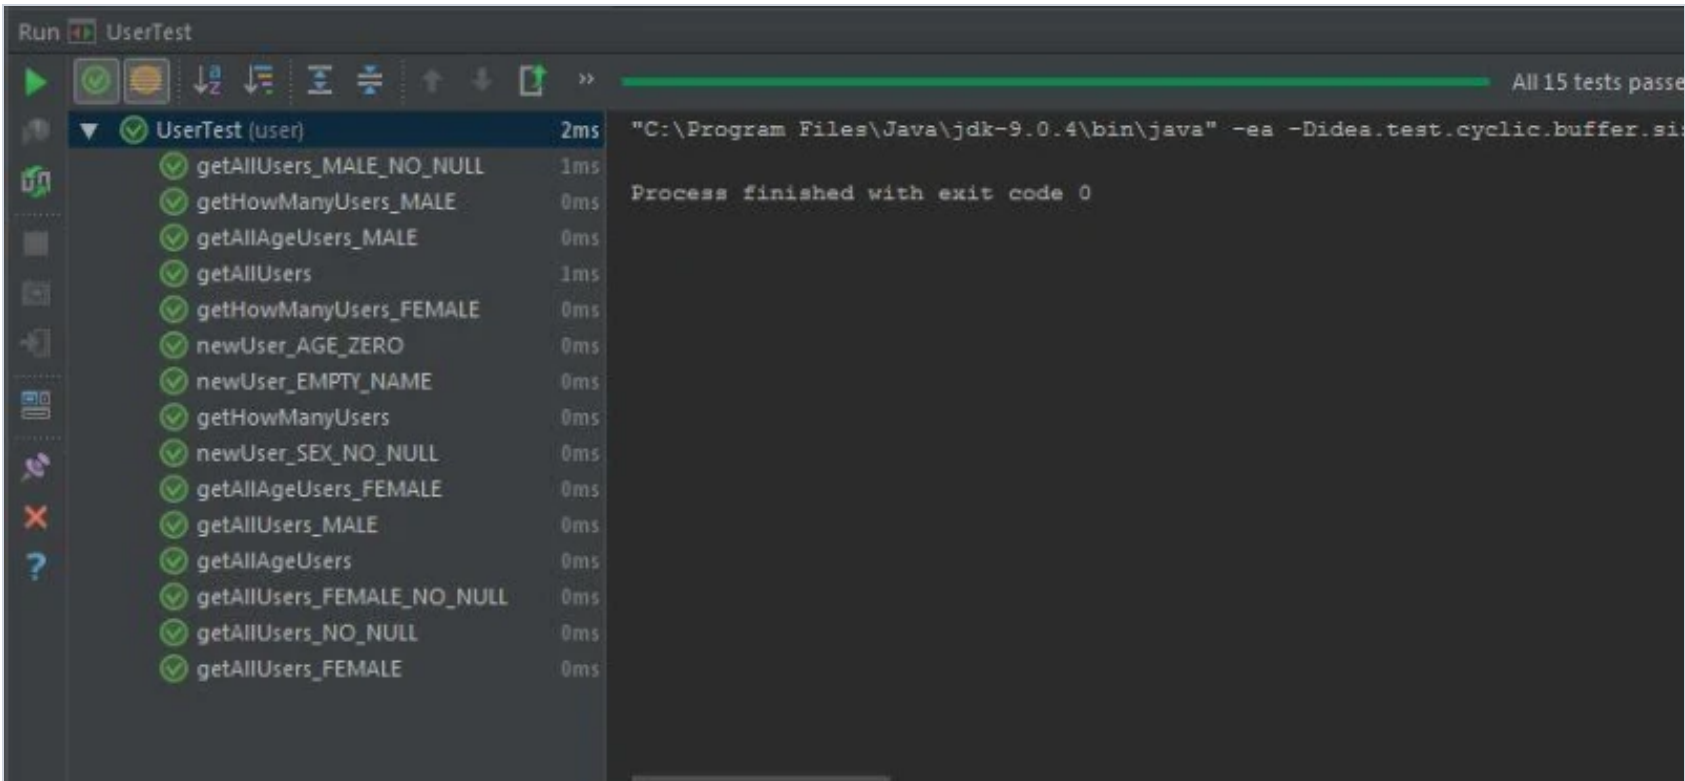 Run UserTest
All 15 tests passe
UserTest (user) 2ms
getAllUsers_MALE_NO_NULL 1ms
getHowManyUsers_MALE 0ms
getAllAgeUsers_MALE 0ms
getAllUsers 1ms
getHowManyUsers_FEMALE 0ms
newUser_AGE_ZERO 0ms
newUser_EMPTY_NAME 0ms
getHowManyUsers 0ms
newUser_SEX_NO_NULL 0ms
getAllAgeUsers_FEMALE 0ms
getAllUsers_MALE 0ms
getAllAgeUsers 0ms
getAllUsers_FEMALE_NO_NULL 0ms
getAllUsers_NO_NULL 0ms
getAllUsers_FEMALE 0ms
"C:\Program Files\Java\jdk-9.0.4\bin\java" -ea -Didea.test.cyclic.buffer.si
Process finished with exit code 0